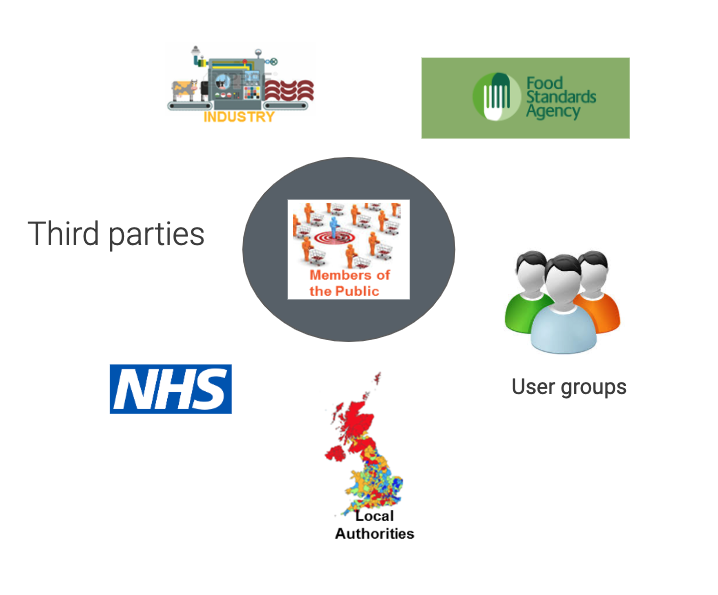 INDUSTRY
Food
Standards
Agency
Third parties
Members of
the Public
User groups
NHS
Local
Authorities